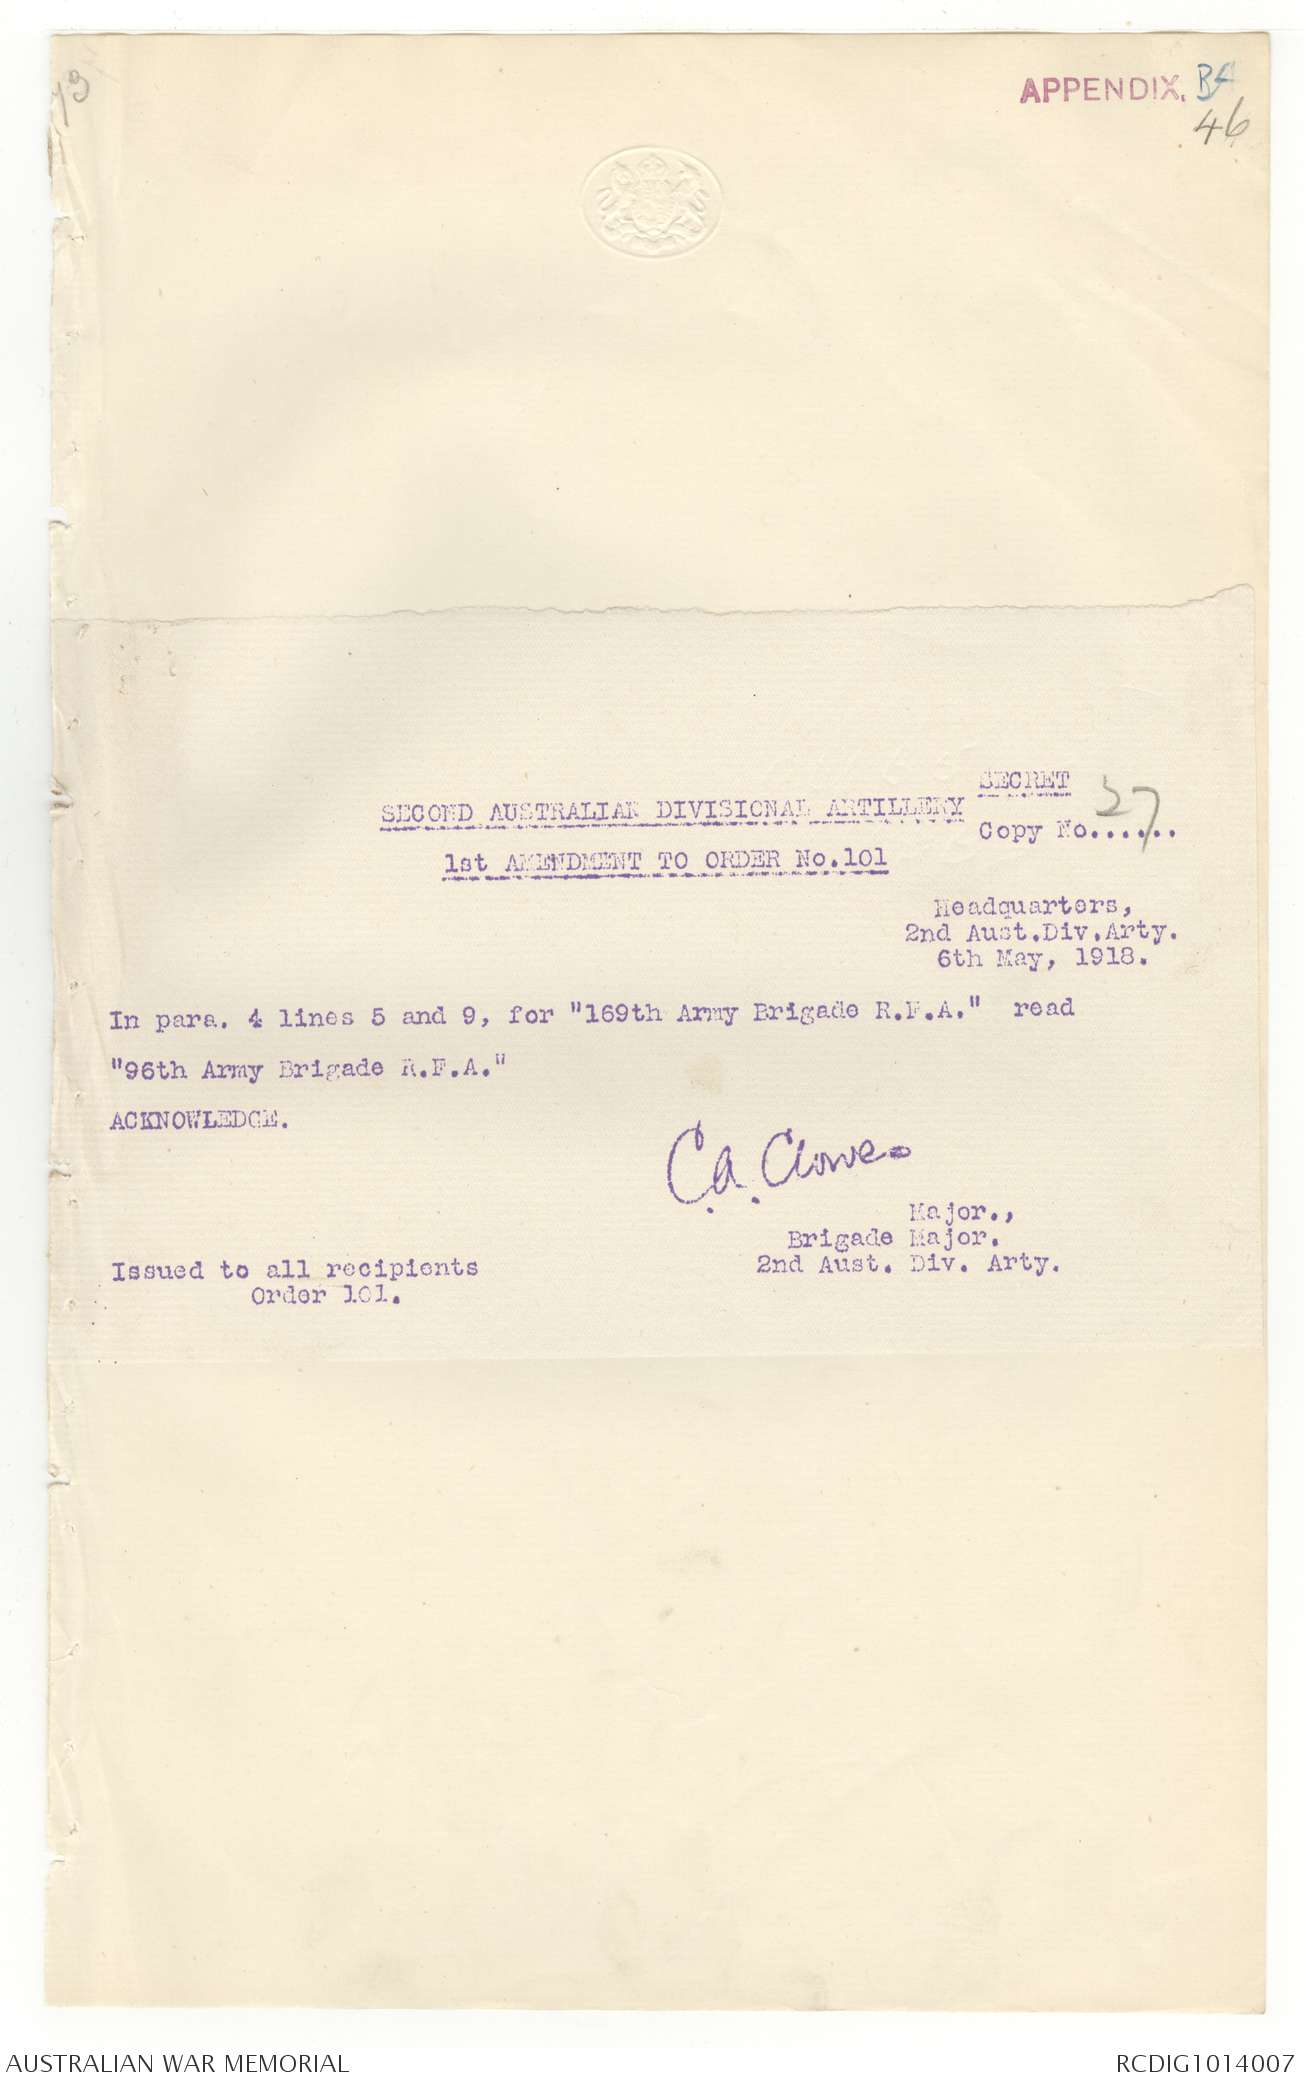 73
APPENDIX. B4
46
SECRET
SECOND AUSTRALIAN DIVISIONAL ARTILLERY
Copy No...27...
1st AMENDMENT TO ORDER No.101
Headquarters,
2nd Aust.Div.Arty.
6th May, 1918.
In para. 4 lines 5 and 9, for "169th Army Brigade R.F.A." read
"96th Army Brigade R.F.A."
ACKNOWLEDGE.
C.A. Clowes
Major.,
Brigade Major.
2nd Aust. Div. Arty.
Issued to all recipients
Order 101.
AUSTRALIAN WAR MEMORIAL
RCDIG1014007